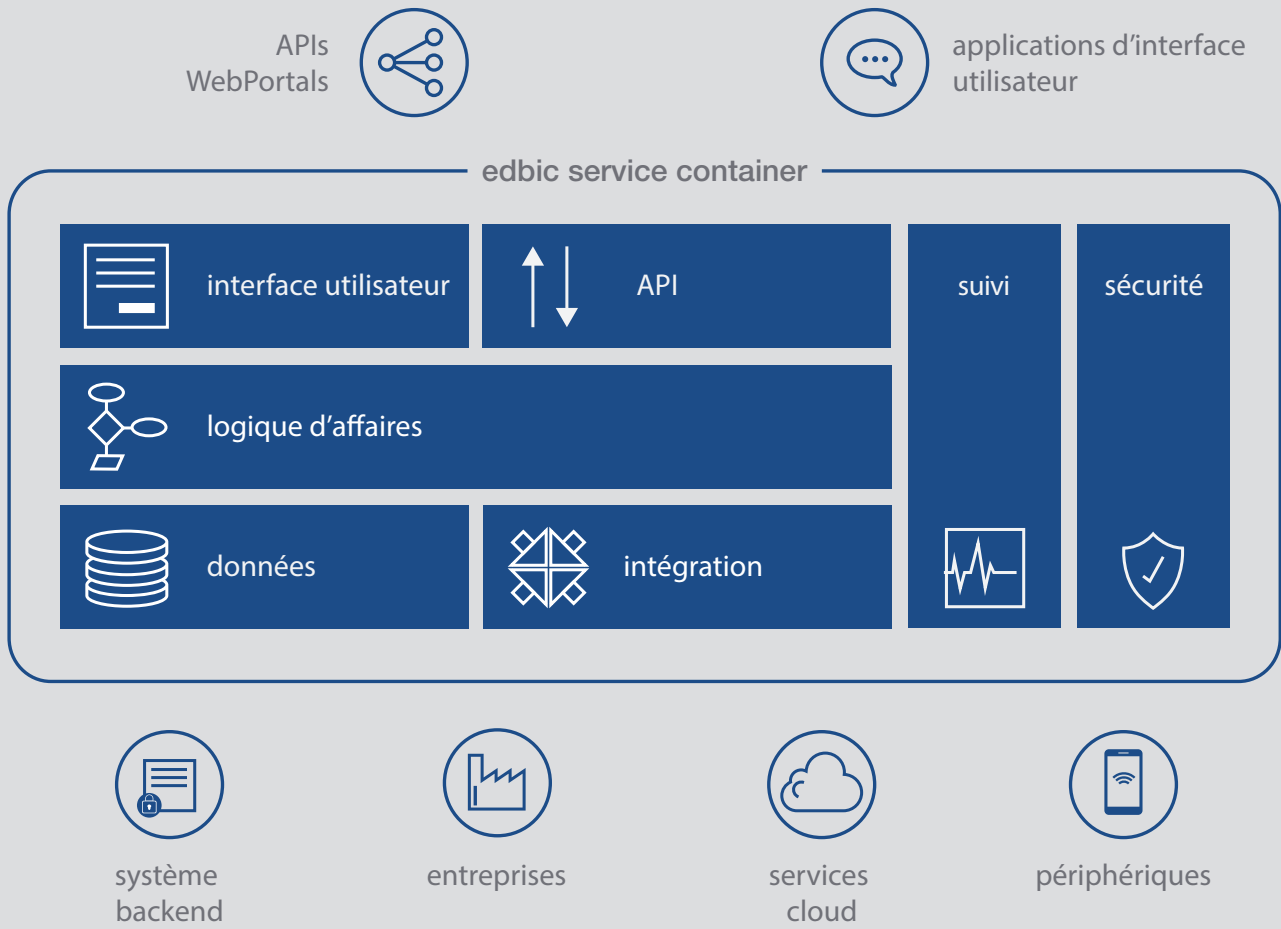 APIs
WebPortals
applications d’interface
utilisateur
edbic service container
interface utilisateur
API
suivi
sécurité
logique d’affaires
données
intégration
système
backend
entreprises
services
cloud
périphériques